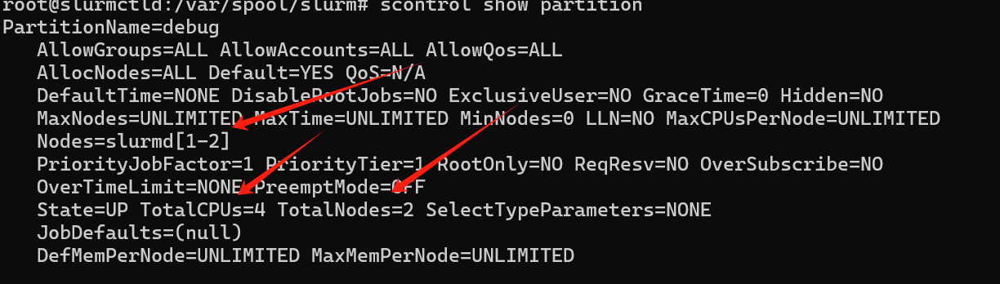 root@slurmctld:/var/spool/slurm# scontrol show partition
PartitionName=debug
AllowGroups=ALL AllowAccounts=ALL AllowQos=ALL
AllocNodes=ALL Default=YES QoS=N/A
DefaultTime=NONE DisableRootJobs=NO ExclusiveUser=NO GraceTime=0 Hidden=NO
MaxNodes=UNLIMITED MaxTime=UNLIMITED MinNodes=0 LLN=NO MaxCPUsPerNode=UNLIMITED
Nodes=slurmd[1-2]
PriorityJobFactor=1 PriorityTier=1 RootOnly=NO ReqResv=NO OverSubscribe=NO
OverTimeLimit=NONE PreemptMode=OFF
State=UP TotalCPUs=4 TotalNodes=2 SelectTypeParameters=NONE
JobDefaults=(null)
DefMemPerNode=UNLIMITED MaxMemPerNode=UNLIMITED